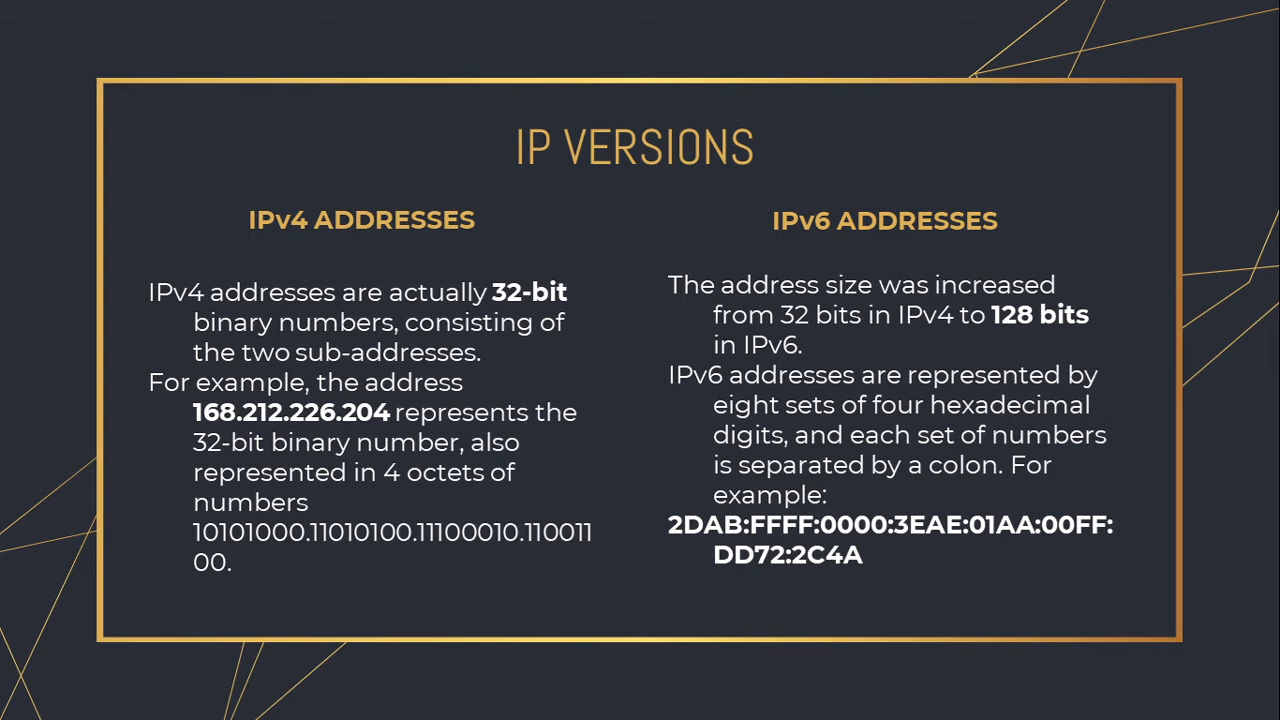 IP VERSIONS
IPv4 ADDRESSES
IPv4 addresses are actually 32-bit
binary numbers, consisting of
the two sub-addresses.
For example, the address
168.212.226.204 represents the
32-bit binary number, also
represented in 4 octets of
numbers
10101000.11010100.11100010.110011
00.
IPv6 ADDRESSES
The address size was increased
from 32 bits in IPv4 to 128 bits
in IPv6.
IPv6 addresses are represented by
eight sets of four hexadecimal
digits, and each set of numbers
is separated by a colon. For
example:
2DAB:FFFF:0000:3EAE:01AA:00FF:
DD72:2C4A